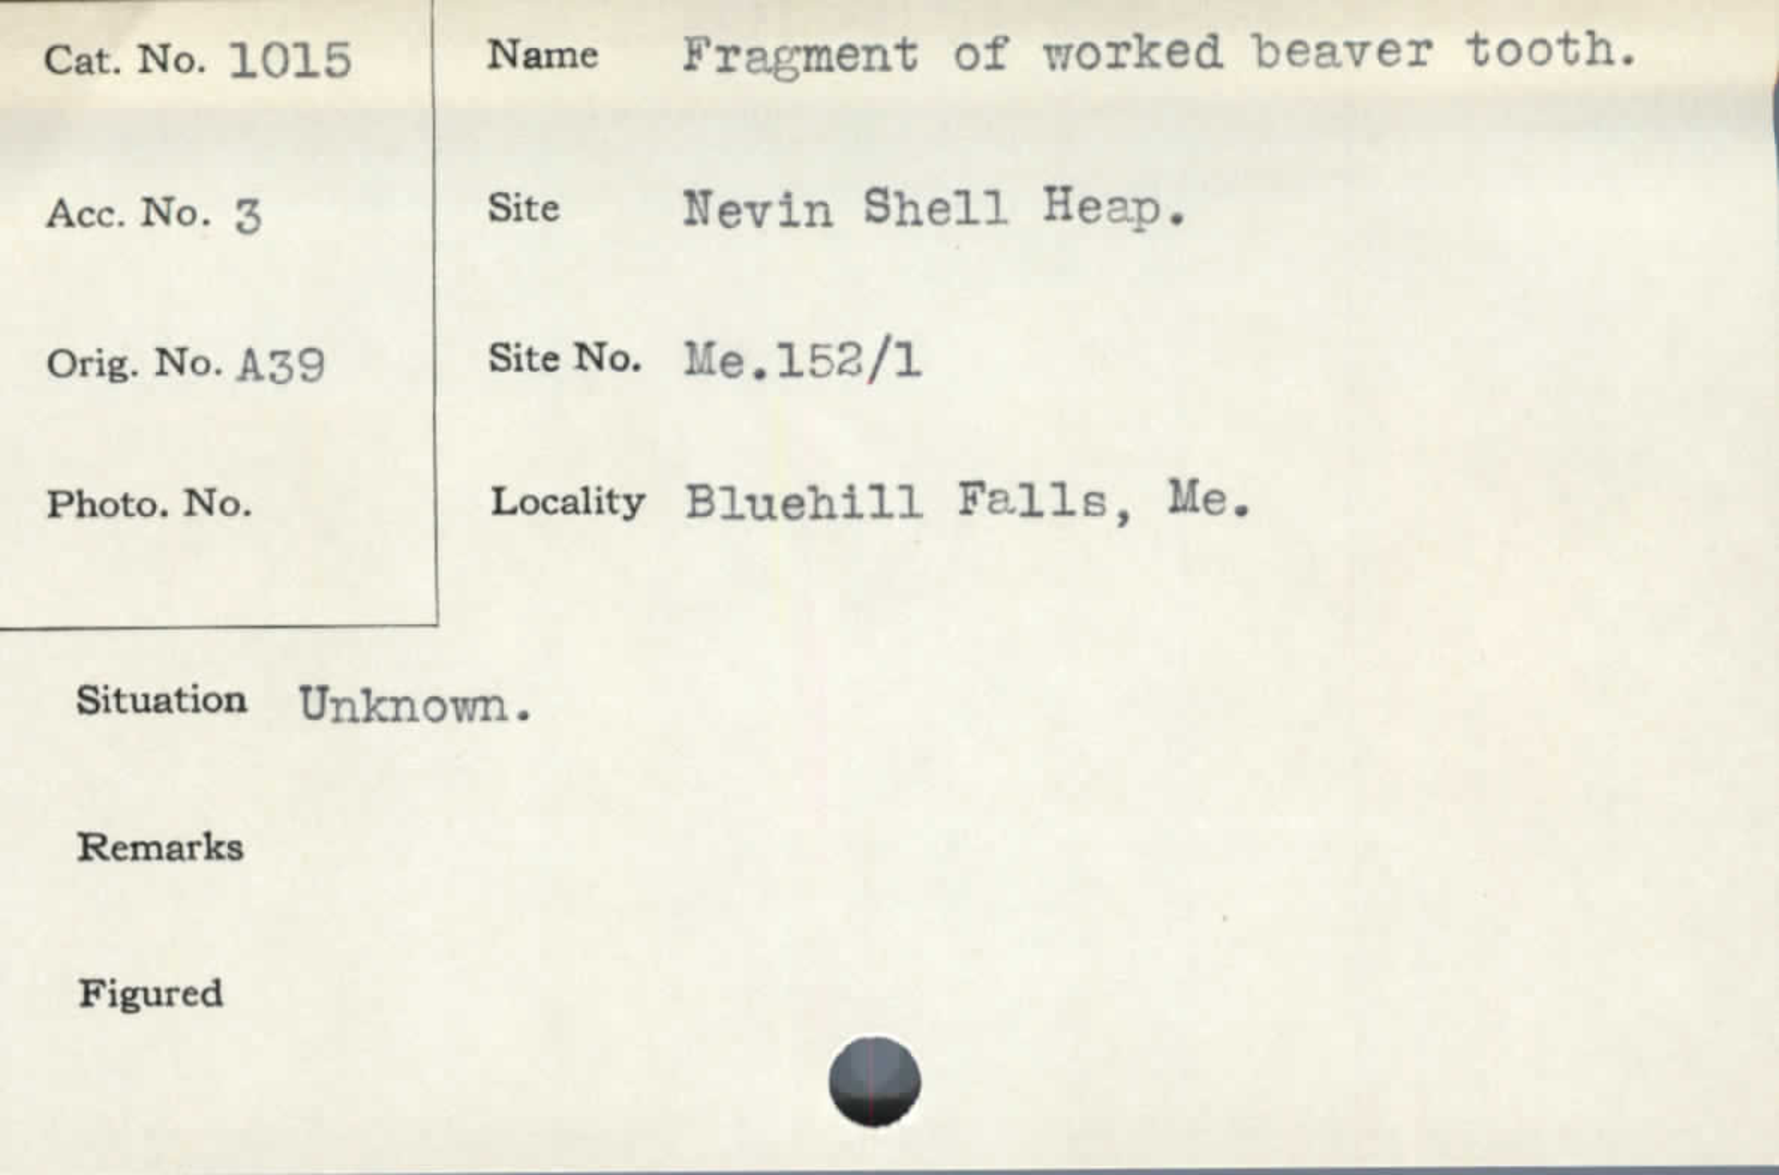 Cat. No. 1015
Name Fragment of worked beaver tooth.
Acc. No. 3
Site Nevin Shell Heap.
Orig. No. A39
Site No. Me.152/1
Photo. No.
Locality Bluehill Falls, Me.
Situation Unknown.
Remarks
Figured